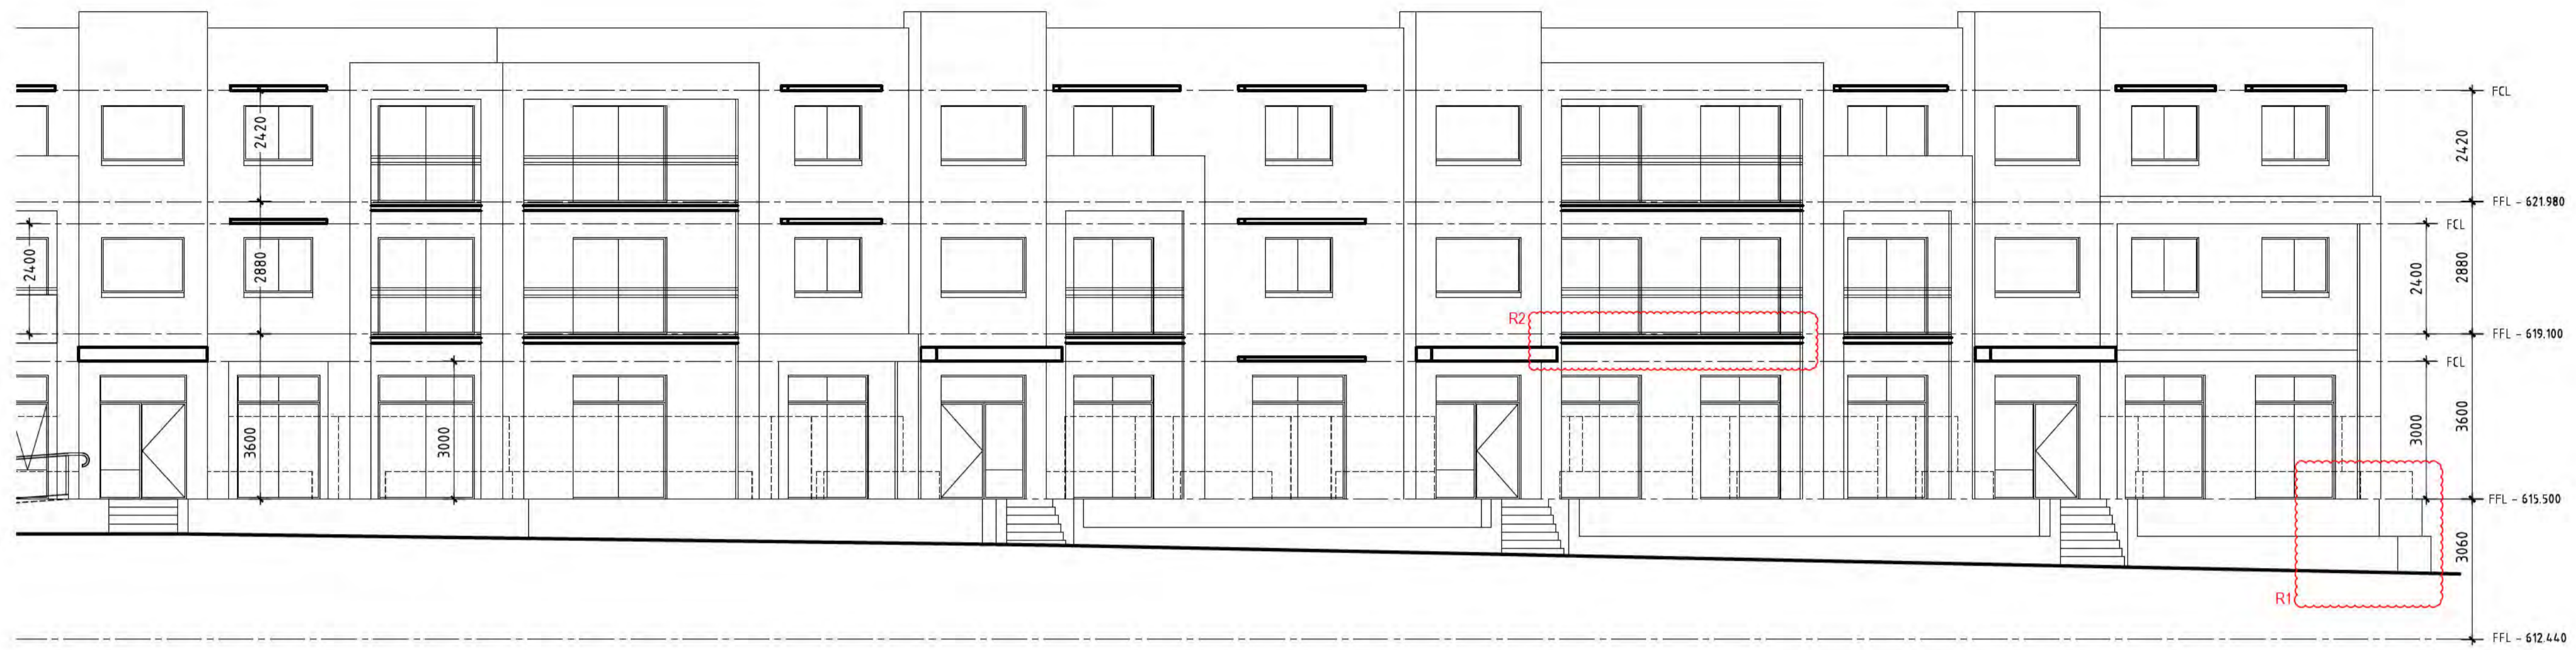 FCL
2420
2420
FFL - 621.980
FCL
2400
2880
2400
2880
R2
FFL - 619.100
FCL
3600
3000
3000
3600
FFL - 615.500
3060
R1
FFL - 612.440